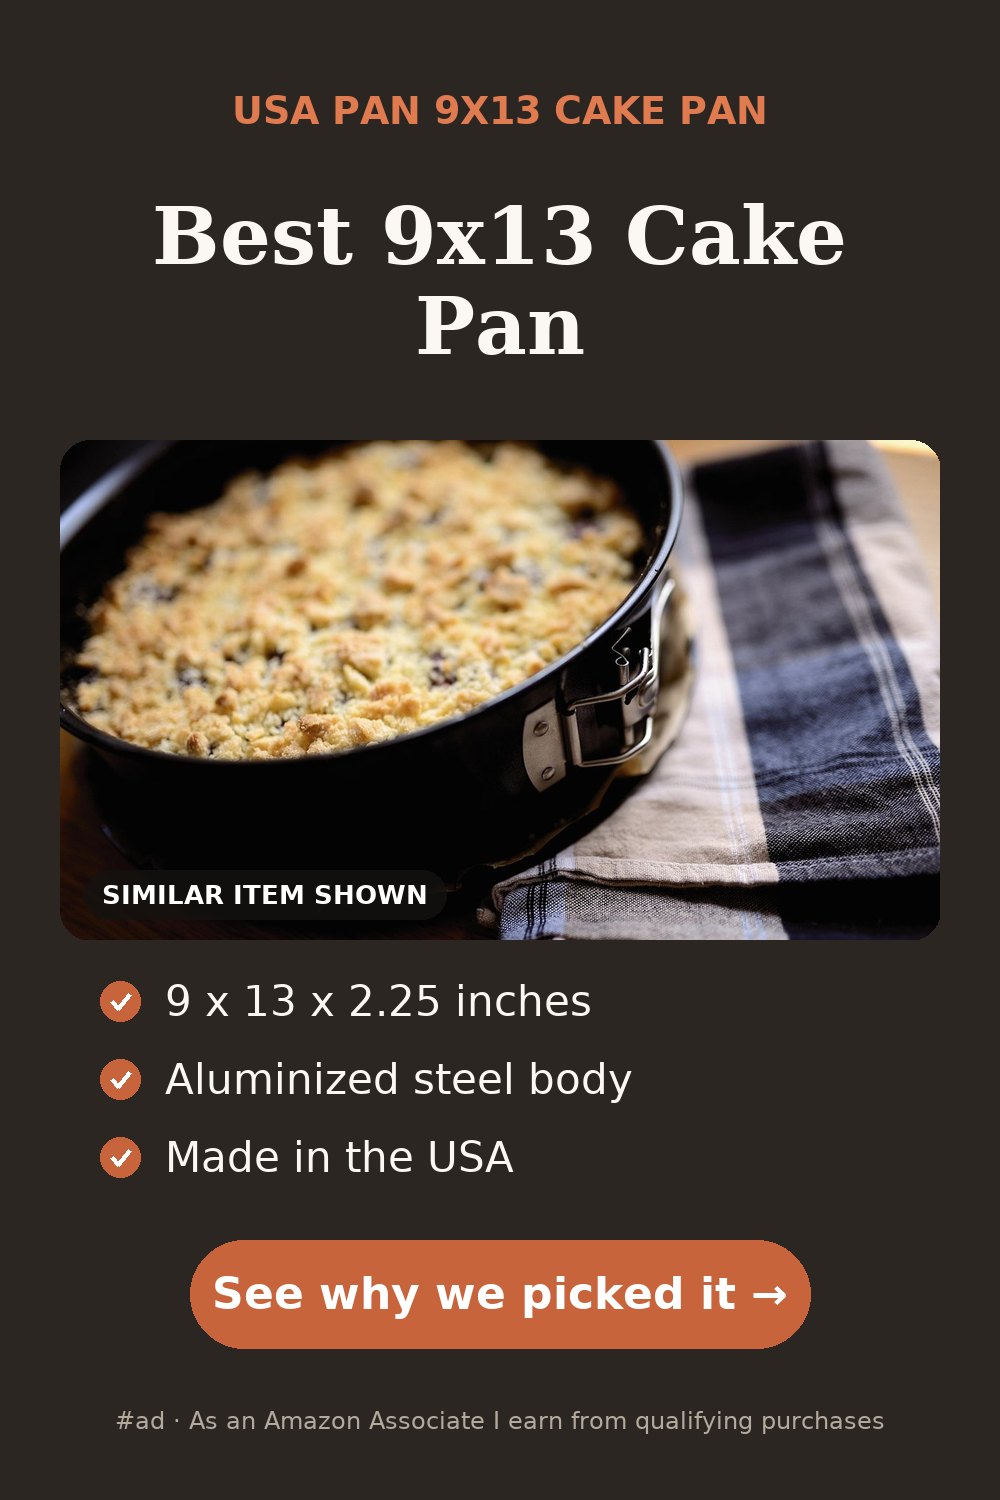 USA PAN 9X13 CAKE PAN
Best 9x13 Cake
Pan
SIMILAR ITEM SHOWN
9 x 13 x 2.25 inches
Aluminized steel body
Made in the USA
See why we picked it →
#ad · As an Amazon Associate I earn from qualifying purchases